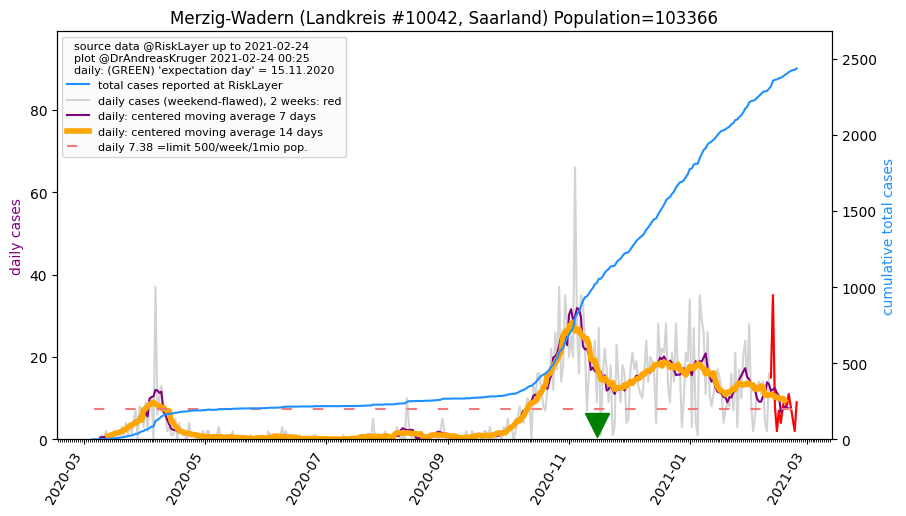 Merzig-Wadern (Landkreis #10042, Saarland) Population=103366
source data @RiskLayer up to 2021-02-24
plot @DrAndreasKruger 2021-02-24 00:25
daily: (GREEN) 'expectation day' = 15.11.2020
total cases reported at RiskLayer
daily cases (weekend-flawed), 2 weeks: red
daily: centered moving average 7 days
daily: centered moving average 14 days
daily 7.38 =limit 500/week/1mio pop.
daily cases
80
60
40
20
0
2500
2000
1500
1000
500
0
cumulative total cases
2020-03
2020-05
2020-07
2020-09
2020-11
2021-01
2021-03